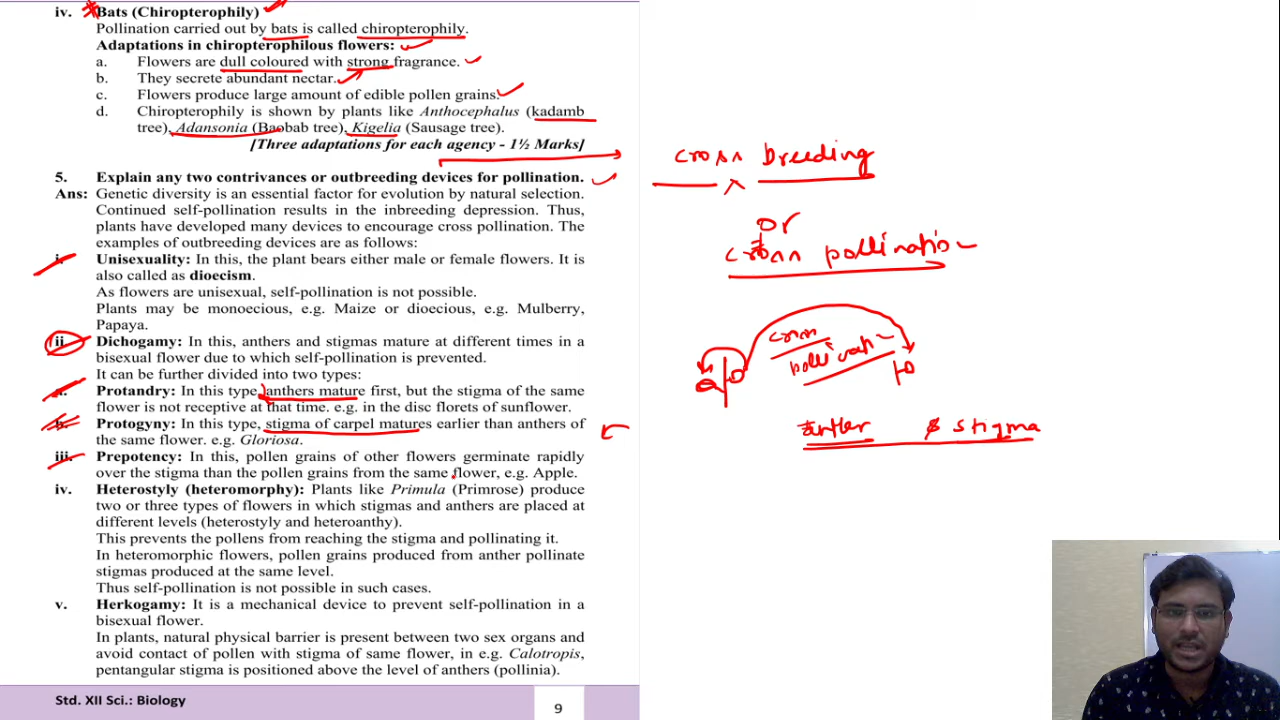 iv. Bats (Chiropterophily)
Pollination carried out by bats is called chiropterophily.
Adaptations in chiropterophilous flowers:
a. Flowers are dull coloured with strong fragrance.
b. They secrete abundant nectar.
c. Flowers produce large amount of edible pollen grains.
d. Chiropterophily is shown by plants like Anthocephalus (kadamb
tree), Adansonia (Baobab tree), Kigelia (Sausage tree).
[Three adaptations for each agency - 1½ Marks]
5. Explain any two contrivances or outbreeding devices for pollination.
Ans: Genetic diversity is an essential factor for evolution by natural selection.
Continued self-pollination results in the inbreeding depression. Thus,
plants have developed many devices to encourage cross pollination. The
examples of outbreeding devices are as follows:
i. Unisexuality: In this, the plant bears either male or female flowers. It is
also called as dioecism.
As flowers are unisexual, self-pollination is not possible.
Plants may be monoecious, e.g. Maize or dioecious, e.g. Mulberry,
Papaya.
ii. Dichogamy: In this, anthers and stigmas mature at different times in a
bisexual flower due to which self-pollination is prevented.
It can be further divided into two types:
a. Protandry: In this type, anthers mature first, but the stigma of the same
flower is not receptive at that time. e.g. in the disc florets of sunflower.
b. Protogyny: In this type, stigma of carpel matures earlier than anthers of
the same flower. e.g. Gloriosa.
iii. Prepotency: In this, pollen grains of other flowers germinate rapidly
over the stigma than the pollen grains from the same flower, e.g. Apple.
iv. Heterostyly (heteromorphy): Plants like Primula (Primrose) produce
two or three types of flowers in which stigmas and anthers are placed at
different levels (heterostyly and heteroanthy).
This prevents the pollens from reaching the stigma and pollinating it.
In heteromorphic flowers, pollen grains produced from anther pollinate
stigmas produced at the same level.
Thus self-pollination is not possible in such cases.
v. Herkogamy: It is a mechanical device to prevent self-pollination in a
bisexual flower.
In plants, natural physical barrier is present between two sex organs and
avoid contact of pollen with stigma of same flower, in e.g. Calotropis,
pentangular stigma is positioned above the level of anthers (pollinia).
Std. XII Sci.: Biology
9
cross breeding
or
cross pollination
cross
pollination
anther & stigma